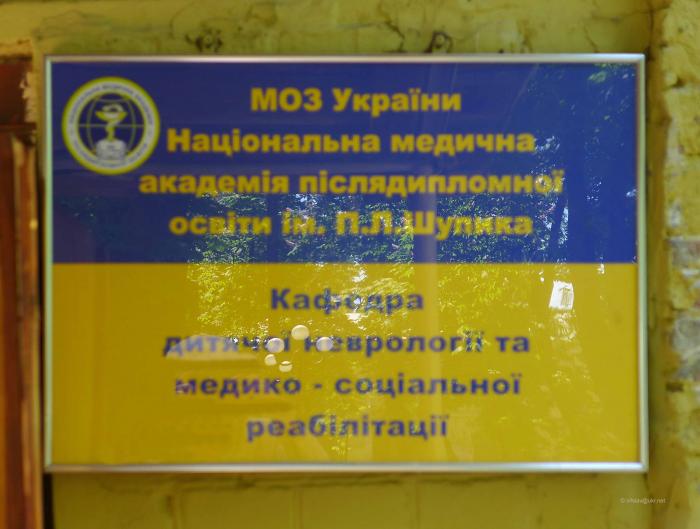 МОЗ України
Національна медична
академія післядипломної
освіти ім. П.Л.Шупика
Кафедра
дитячої неврології та
медико - соціальної
реабілітації